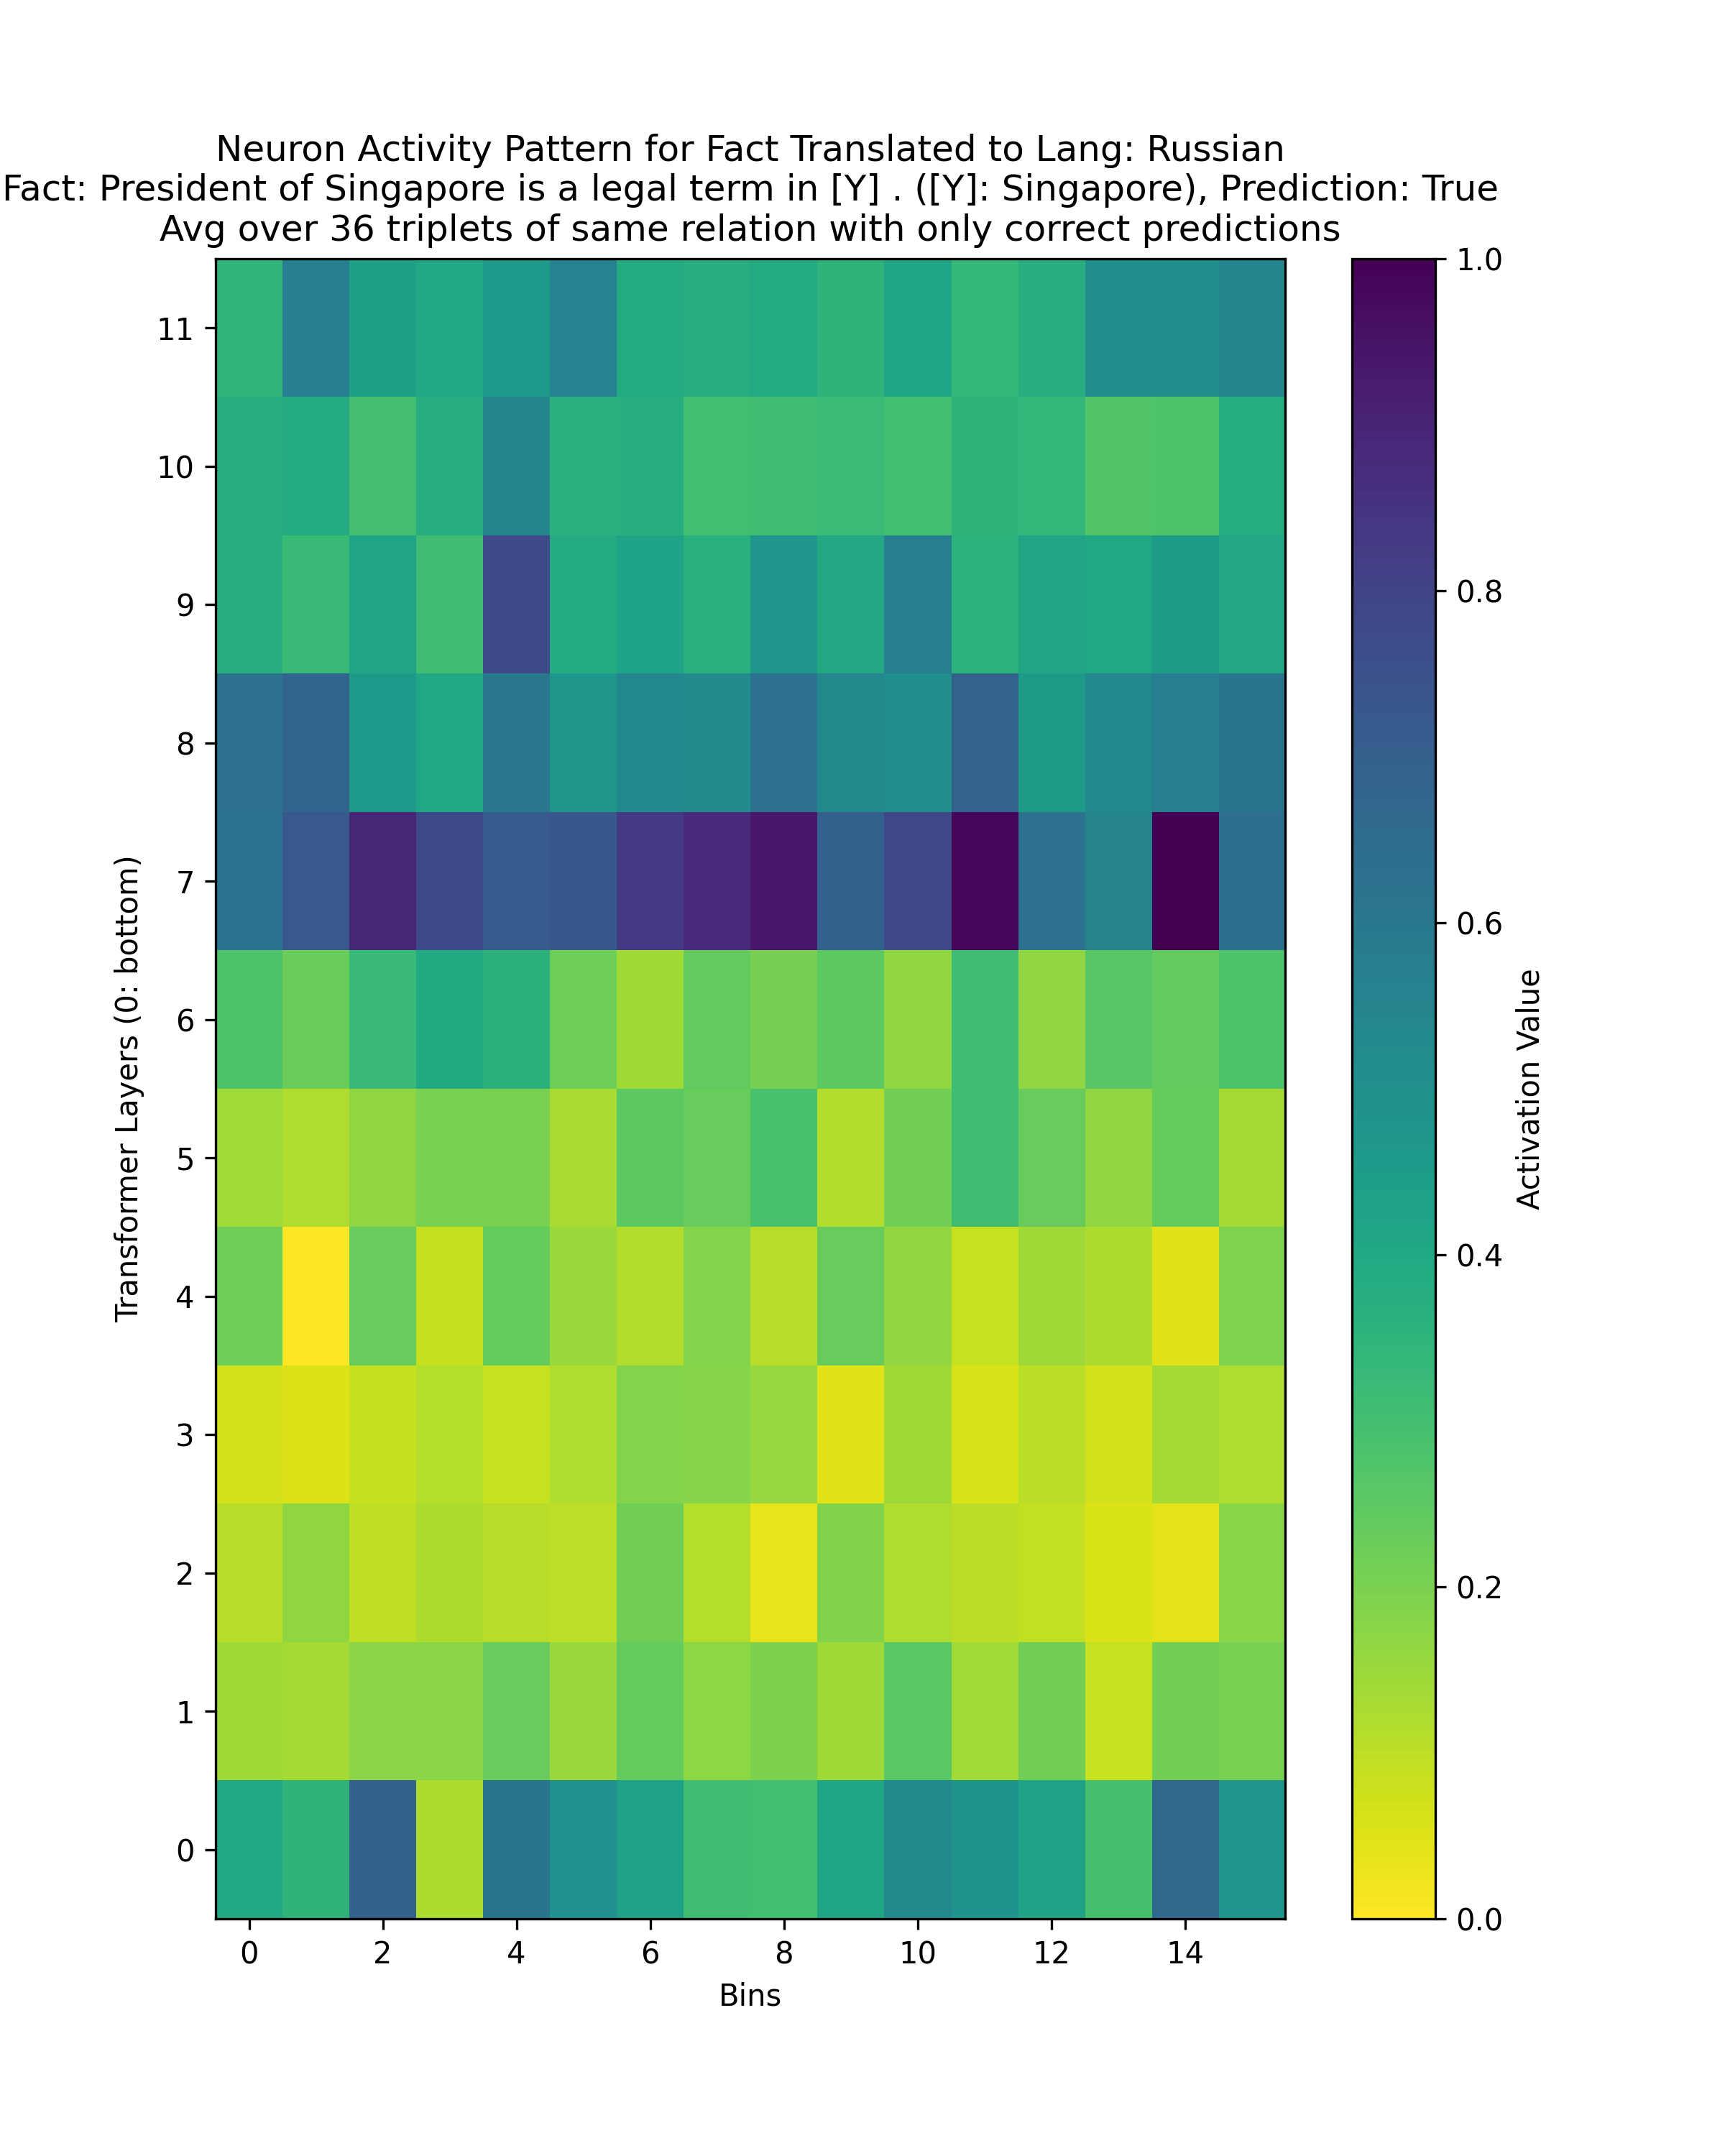 Neuron Activity Pattern for Fact Translated to Lang: Russian
Fact: President of Singapore is a legal term in [Y] . ([Y]: Singapore), Prediction: True
Avg over 36 triplets of same relation with only correct predictions
11
10
9
8
7
6
5
4
3
2
1
0
Transformer Layers (0: bottom)
0 2 4 6 8 10 12 14
Bins
1.0
0.8
0.6
0.4
0.2
0.0
Activation Value